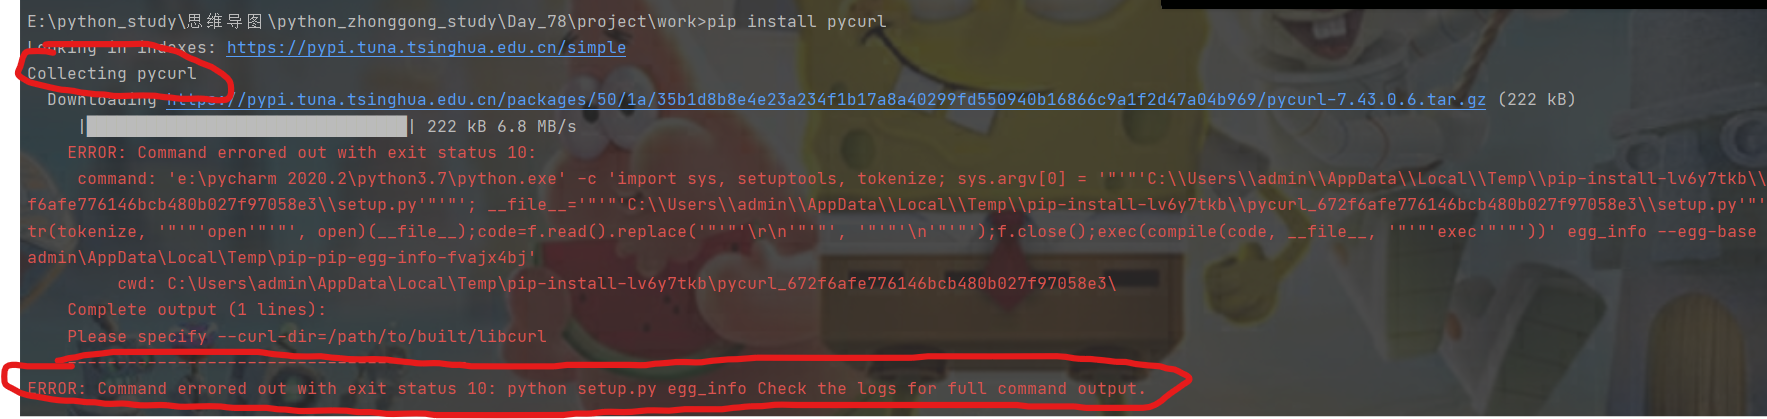 E:\python_study\思维导图\python_zhonggong_study\Day_78\project\work>pip install pycurl
Looking in indexes: https://pypi.tuna.tsinghua.edu.cn/simple
Collecting pycurl
Downloading https://pypi.tuna.tsinghua.edu.cn/packages/50/1a/35b1d8b8e4e23a234f1b17a8a40299fd550940b16866c9a1f2d47a04b969/pycurl-7.43.0.6.tar.gz (222 kB)
|████████████████████████████████| 222 kB 6.8 MB/s
ERROR: Command errored out with exit status 10:
command: 'e:\pycharm 2020.2\python3.7\python.exe' -c 'import sys, setuptools, tokenize; sys.argv[0] = '"'"'C:\\Users\\admin\\AppData\\Local\\Temp\\pip-install-lv6y7tkb\\
f6afe776146bcb480b027f97058e3\\setup.py'"'"'; __file__='"'"'C:\\Users\\admin\\AppData\\Local\\Temp\\pip-install-lv6y7tkb\\pycurl_672f6afe776146bcb480b027f97058e3\\setup.py'"'
tr(tokenize, '"'"'open'"'"', open)(__file__);code=f.read().replace('"'"'\r\n'"'"', '"'"'\n'"'"');f.close();exec(compile(code, __file__, '"'"'exec'"'"'))' egg_info --egg-base
admin\AppData\Local\Temp\pip-pip-egg-info-fvajx4bj'
cwd: C:\Users\admin\AppData\Local\Temp\pip-install-lv6y7tkb\pycurl_672f6afe776146bcb480b027f97058e3\
Complete output (1 lines):
Please specify --curl-dir=/path/to/built/libcurl
----------------------------------------
ERROR: Command errored out with exit status 10: python setup.py egg_info Check the logs for full command output.